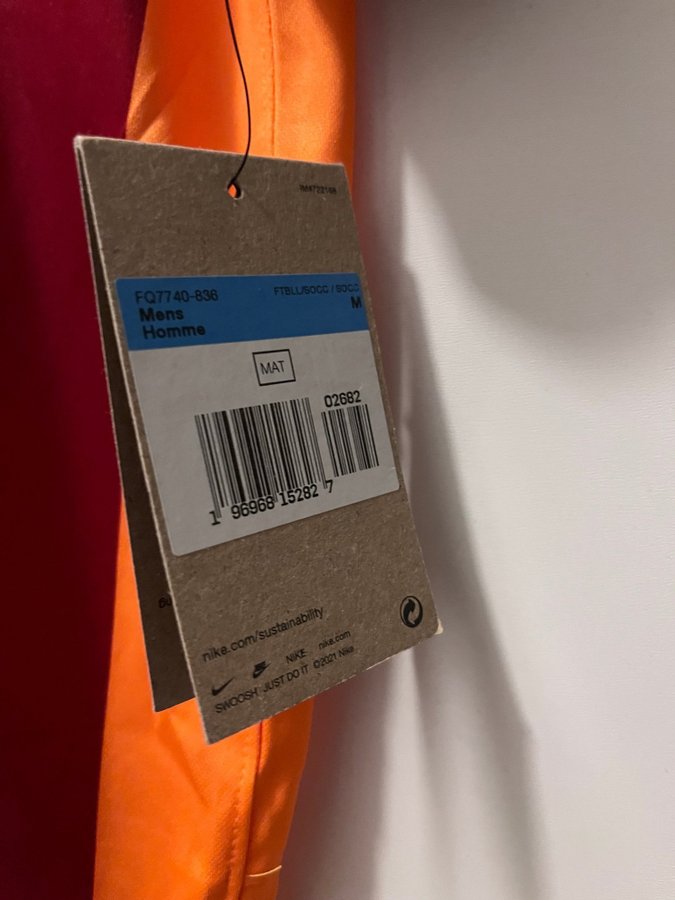 FQ7740-836 FTBLL/SOCC / SOCC
Mens M
Homme
MAT
02682
1 96968 15282 7
nike.com/sustainability
NIKE nike.com
SWOOSH JUST DO IT ©2021 Nike